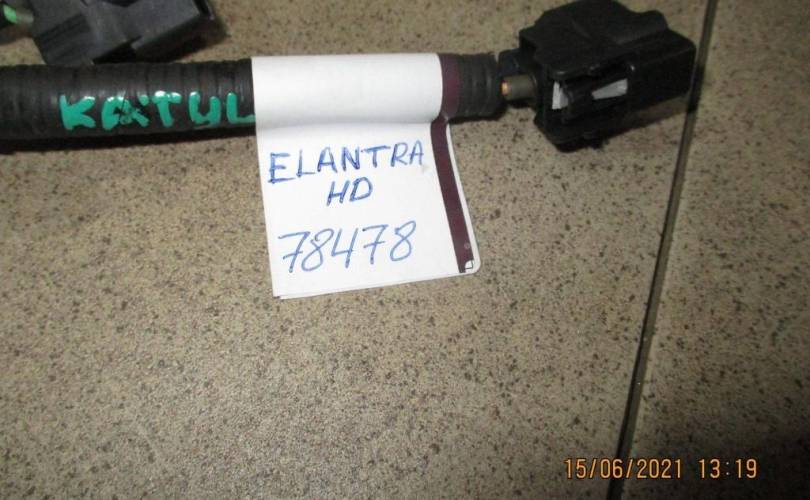 KATUL
ELANTRA
HD
78478
15/06/2021 13:19